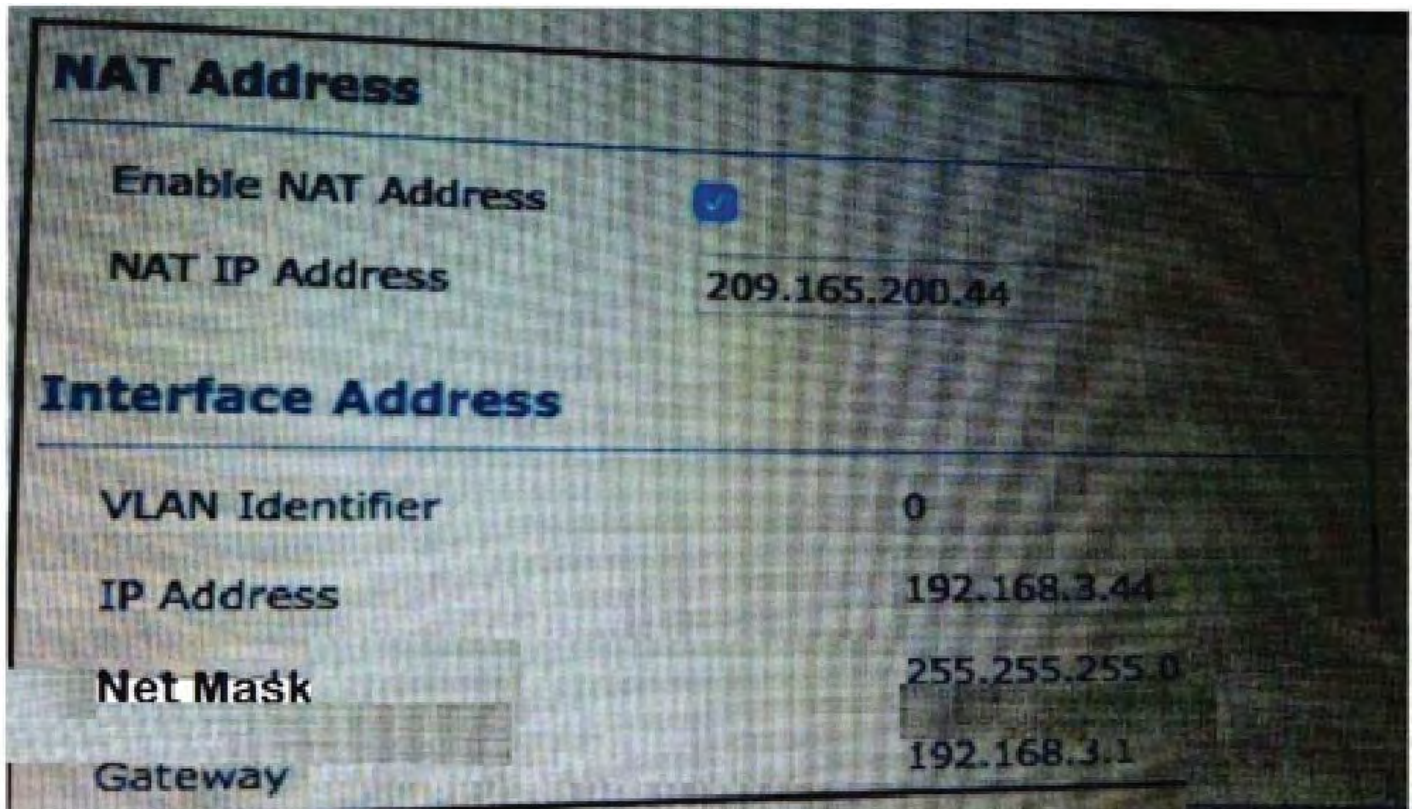 NAT Address
Enable NAT Address
NAT IP Address 209.165.200.44
Interface Address
VLAN Identifier 0
IP Address 192.168.3.44
Net Mask 255.255.255.0
Gateway 192.168.3.1